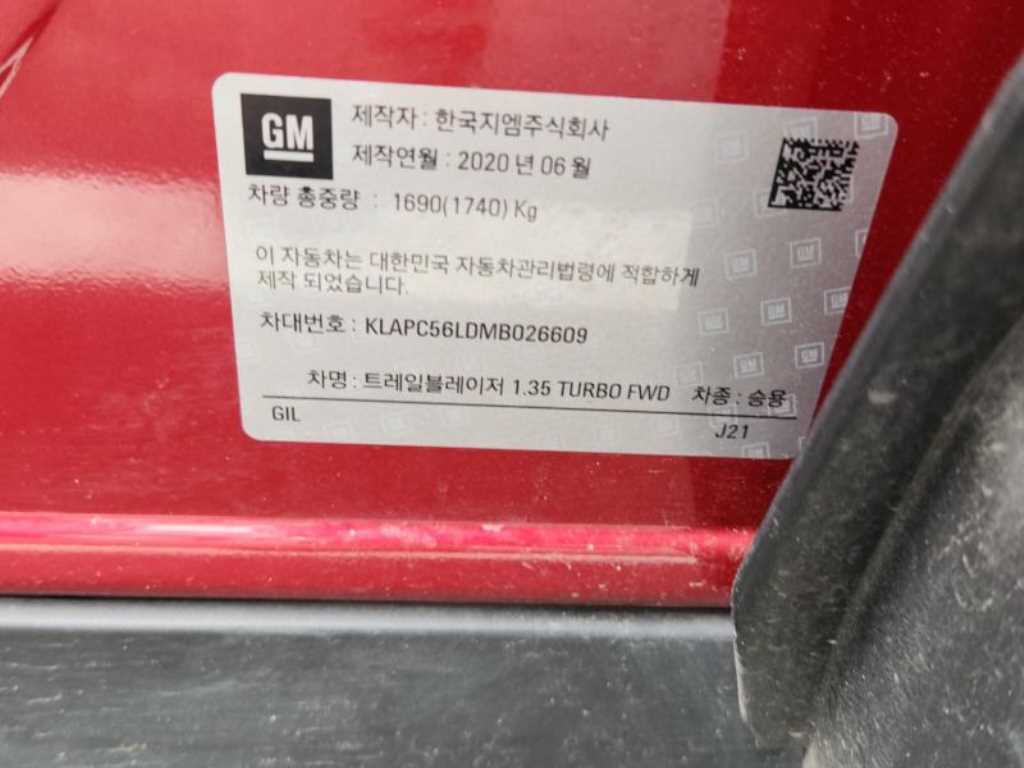 GM
제작자 : 한국지엠주식회사
제작연월 : 2020 년 06 월
차량 총중량 : 1690(1740) Kg
이 자동차는 대한민국 자동차관리법령에 적합하게
제작 되었습니다.
차대번호 : KLAPC56LDMB026609
차명 : 트레일블레이저 1.35 TURBO FWD 차종 : 승용
GIL J21